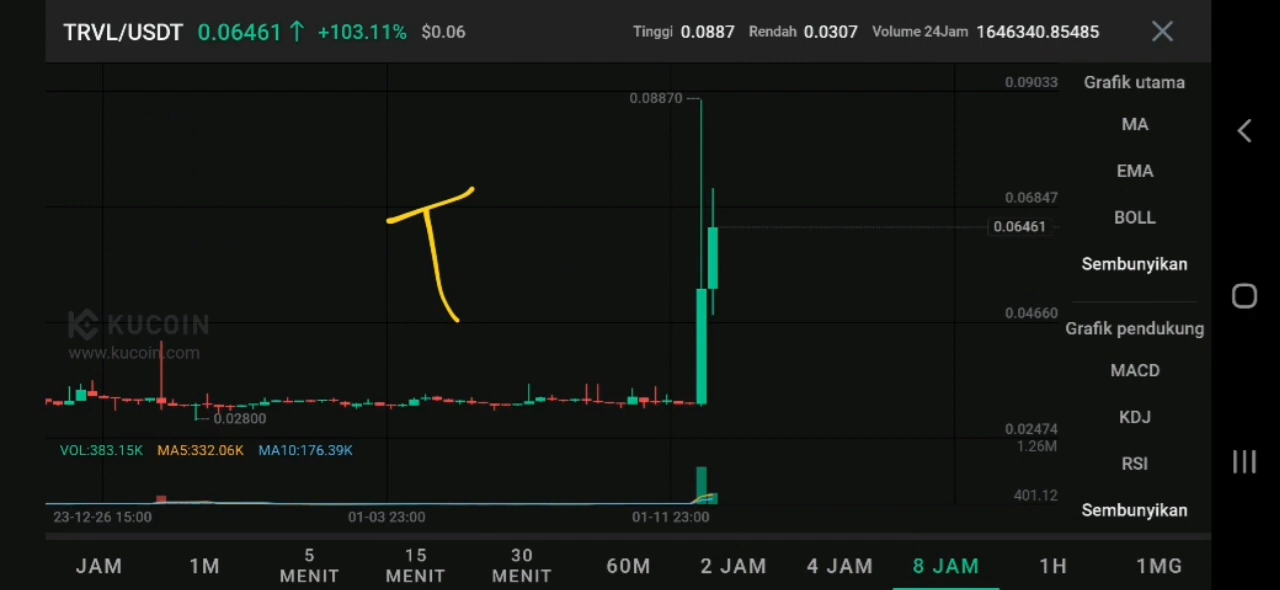 TRVL/USDT 0.06461↑ +103.11% $0.06 Tinggi 0.0887 Rendah 0.0307 Volume 24Jam 1646340.85485
0.09033
Grafik utama
0.08870
MA
EMA
0.06847
BOLL
0.06461
Sembunyikan
T
0.04660
KUCOIN
www.kucoin.com
Grafik pendukung
MACD
0.02800
KDJ
0.02474
VOL:383.15K MA5:332.06K MA10:176.39K
1.26M
RSI
401.12
Sembunyikan
23-12-26 15:00 01-03 23:00 01-11 23:00
JAM 1M 5 MENIT 15 MENIT 30 MENIT 60M 2 JAM 4 JAM 8 JAM 1H 1MG